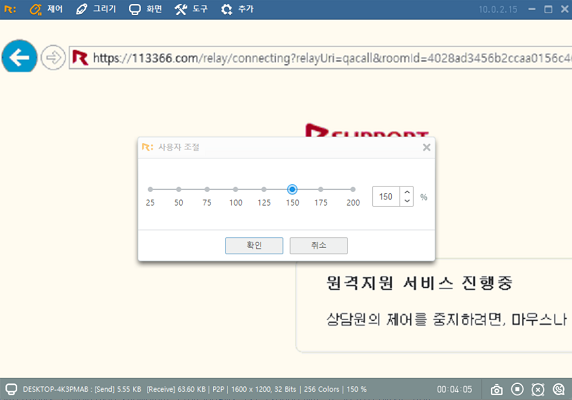 제어 그리기 화면 도구 추가 10.0.2.15
https://113366.com/relay/connecting?relayUri=qacall&roomId=4028ad3456b2ccaa0156c4
RSUPPORT
사용자 조절
25 50 75 100 125 150 175 200
150 %
확인 취소
원격지원 서비스 진행중
상담원의 제어를 중지하려면, 마우스나
DESKTOP-4K3PMAB : [Send] 5.55 KB [Receive] 63.60 KB | P2P | 1600 x 1200, 32 Bits | 256 Colors | 150 % 00:04:05